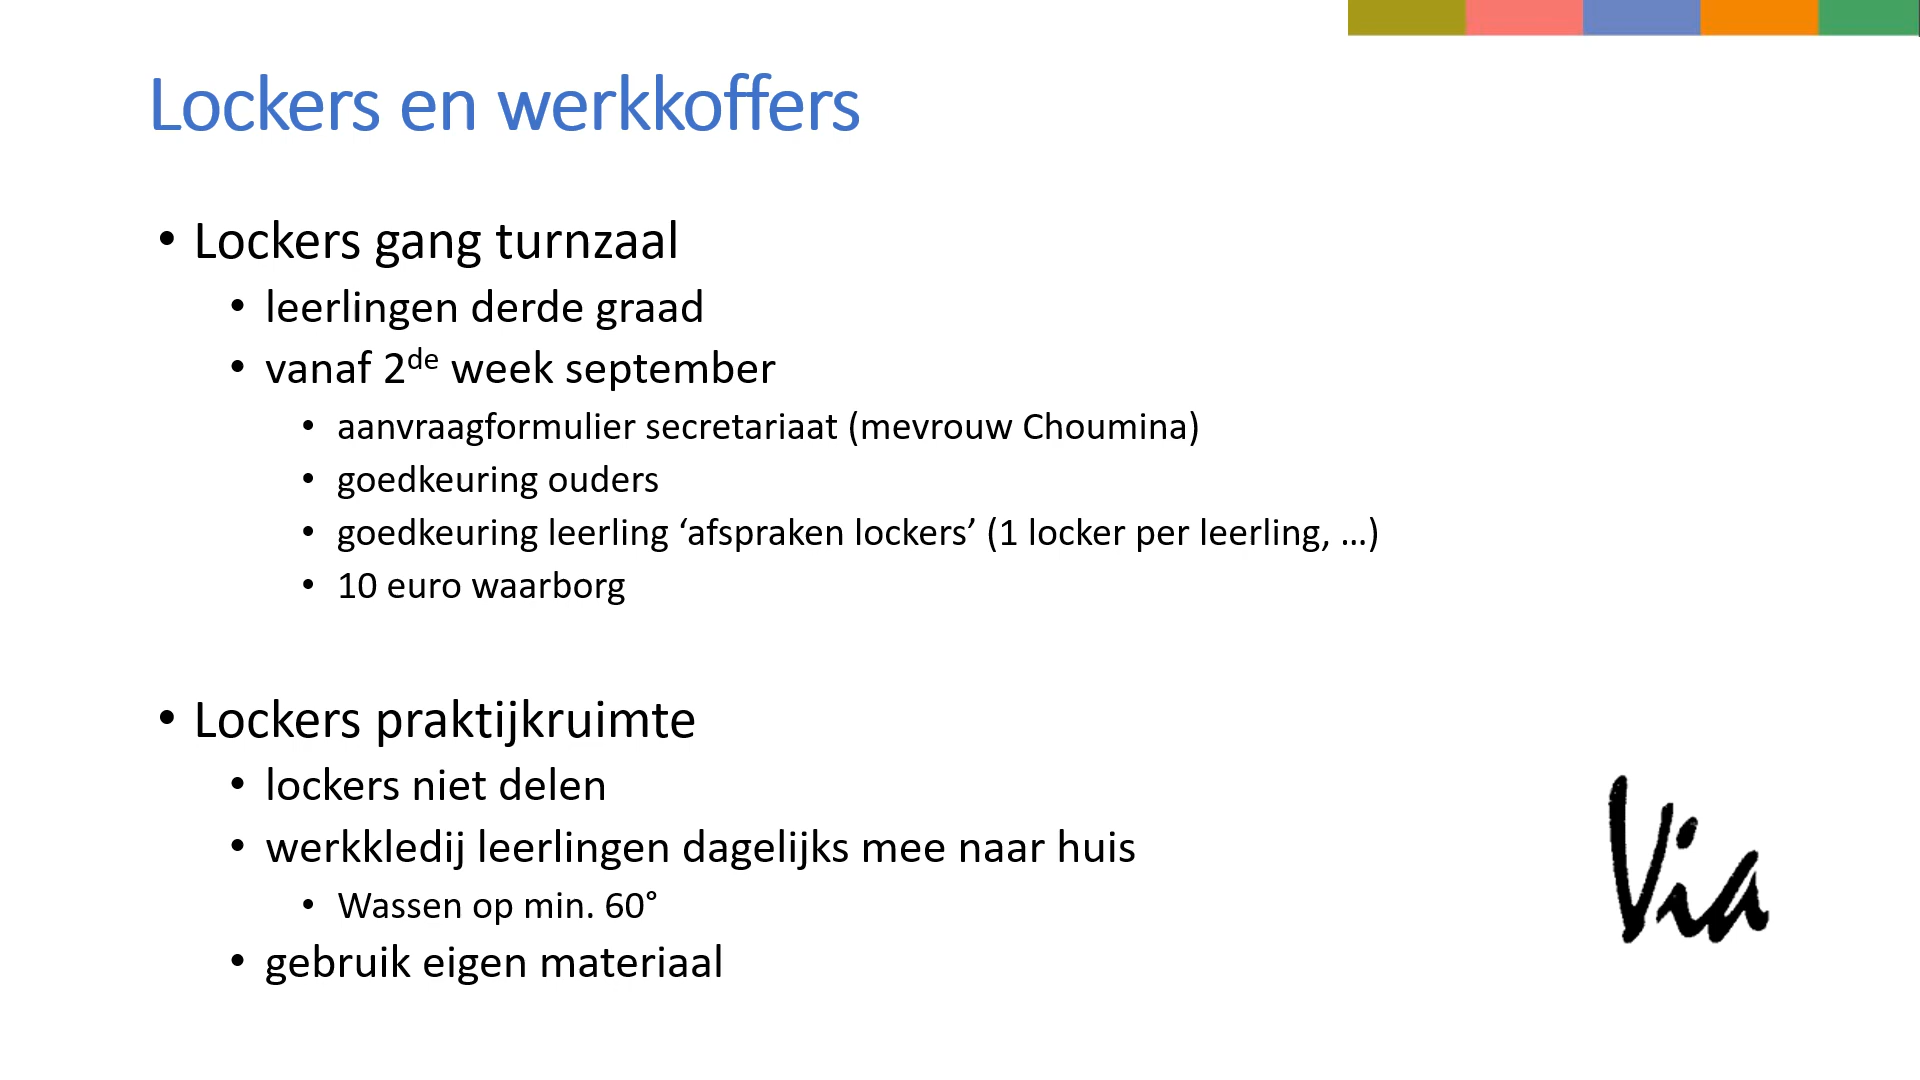 Lockers en werkkoffers
• Lockers gang turnzaal
• leerlingen derde graad
• vanaf 2de week september
• aanvraagformulier secretariaat (mevrouw Choumina)
• goedkeuring ouders
• goedkeuring leerling ‘afspraken lockers’ (1 locker per leerling, …)
• 10 euro waarborg
• Lockers praktijkruimte
• lockers niet delen
• werkkledij leerlingen dagelijks mee naar huis
• Wassen op min. 60°
• gebruik eigen materiaal
Via